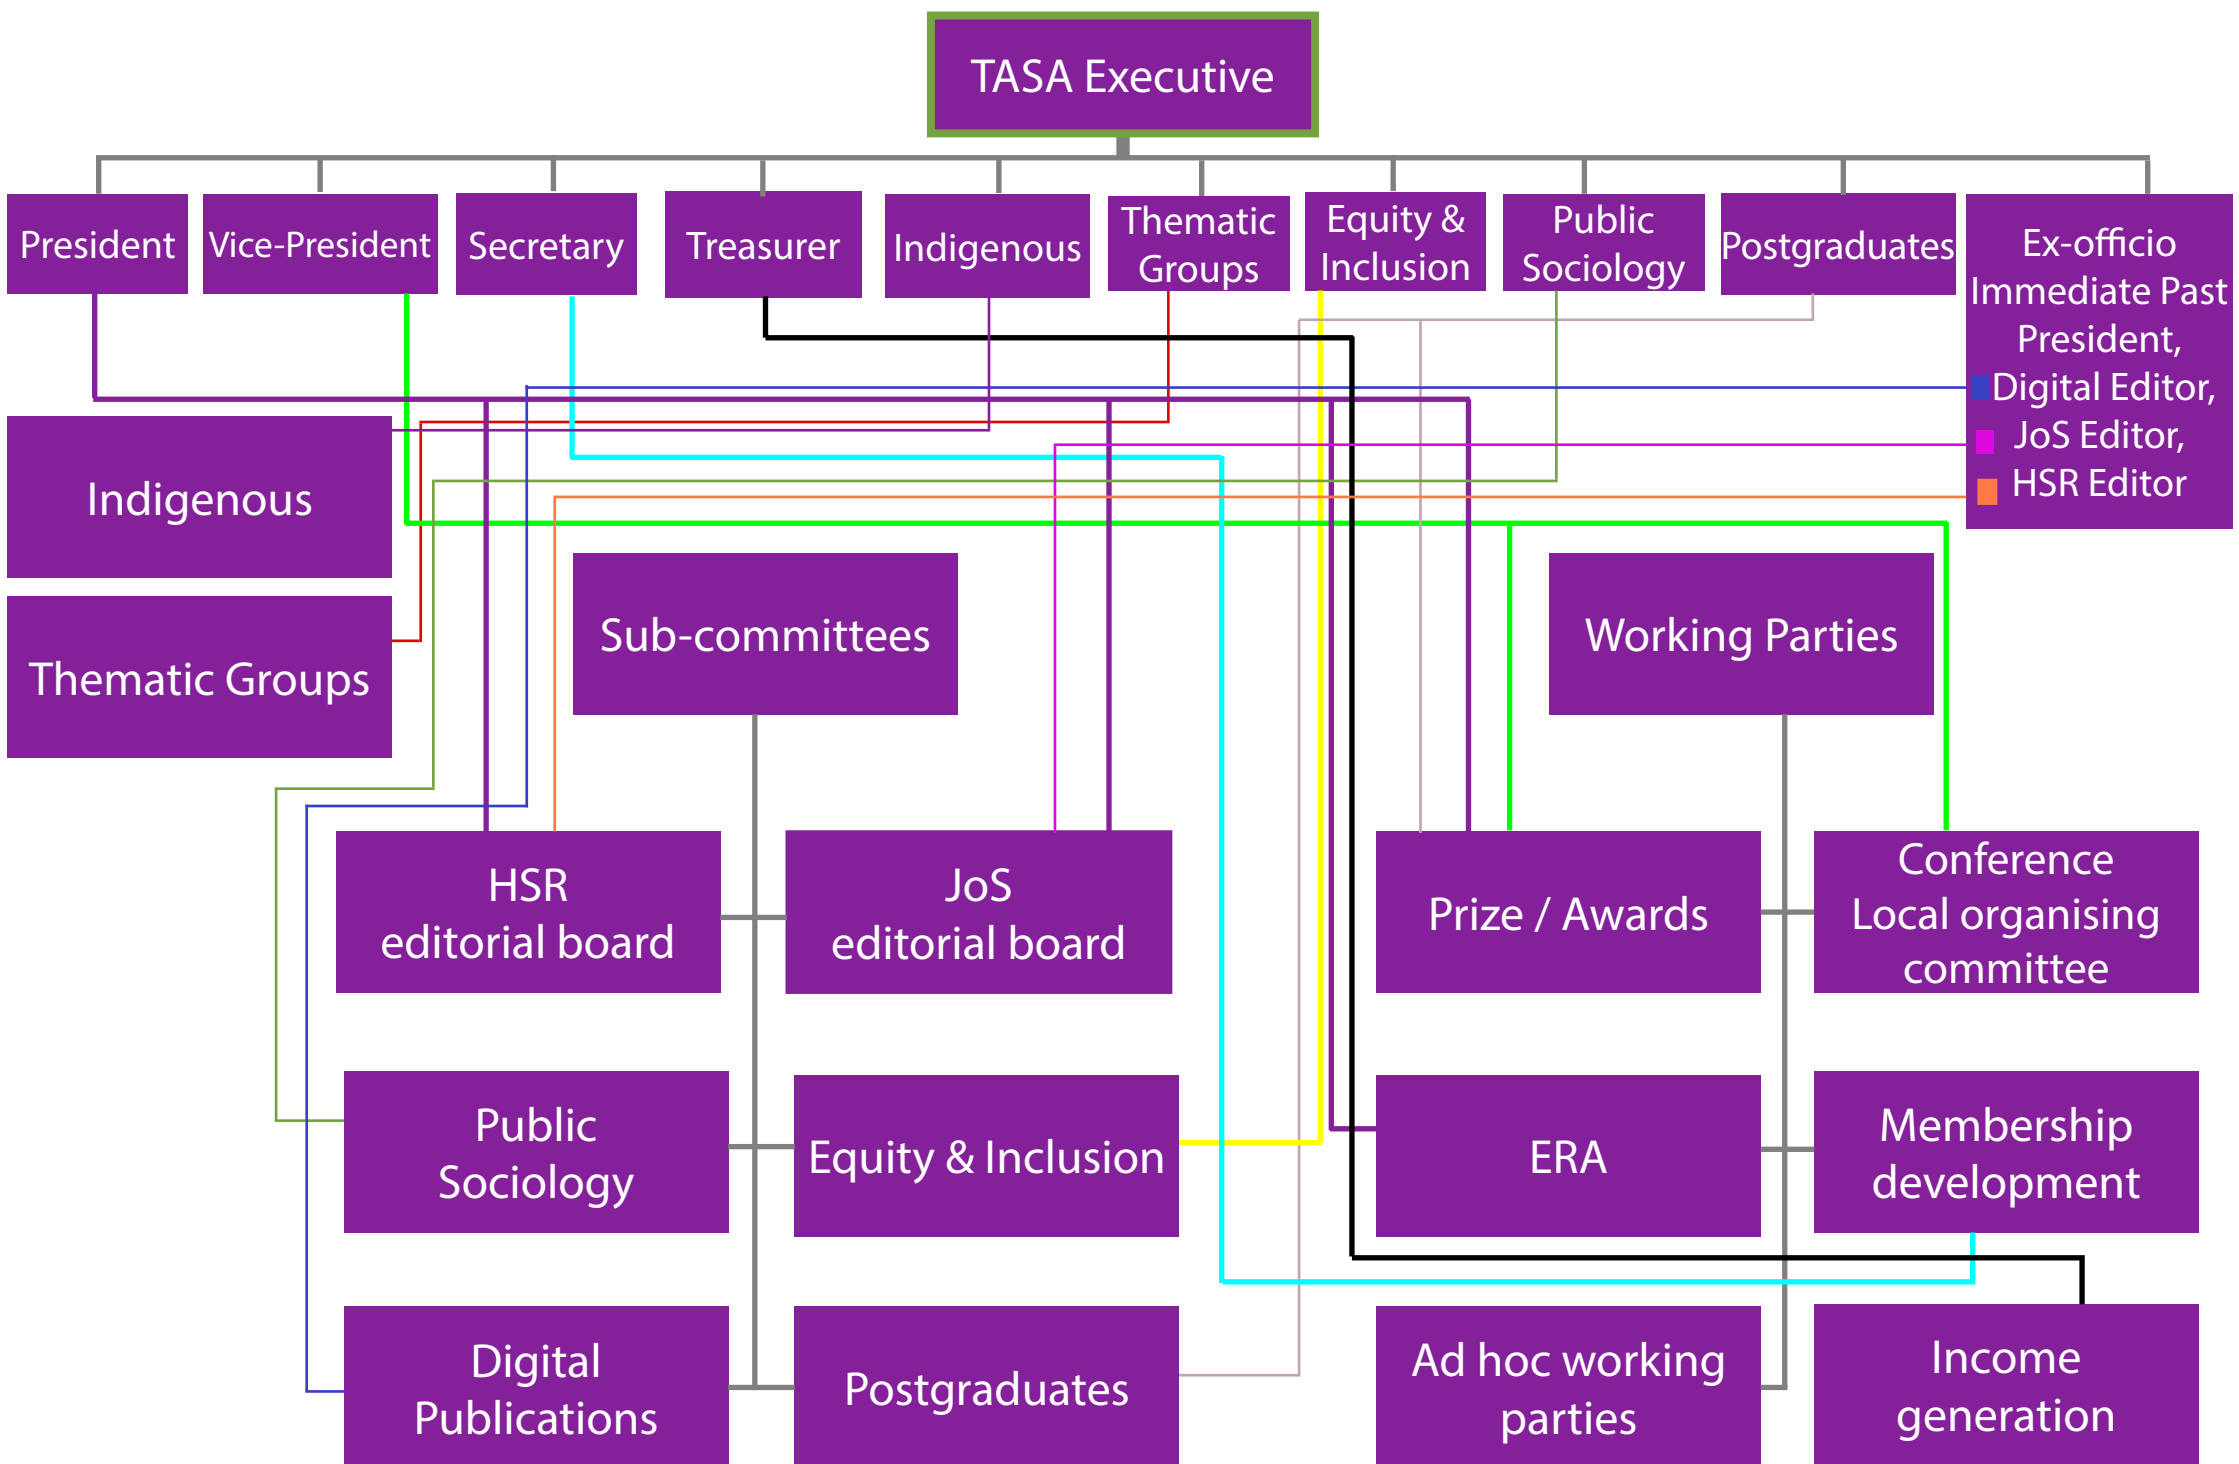 TASA Executive
President
Vice-President
Secretary
Treasurer
Indigenous
Thematic
Groups
Equity &
Inclusion
Public
Sociology
Postgraduates
Ex-officio
Immediate Past
President,
Digital Editor,
JoS Editor,
HSR Editor
Indigenous
Thematic Groups
Sub-committees
Working Parties
HSR
editorial board
JoS
editorial board
Prize / Awards
Conference
Local organising
committee
Public
Sociology
Equity & Inclusion
ERA
Membership
development
Digital
Publications
Postgraduates
Ad hoc working
parties
Income
generation